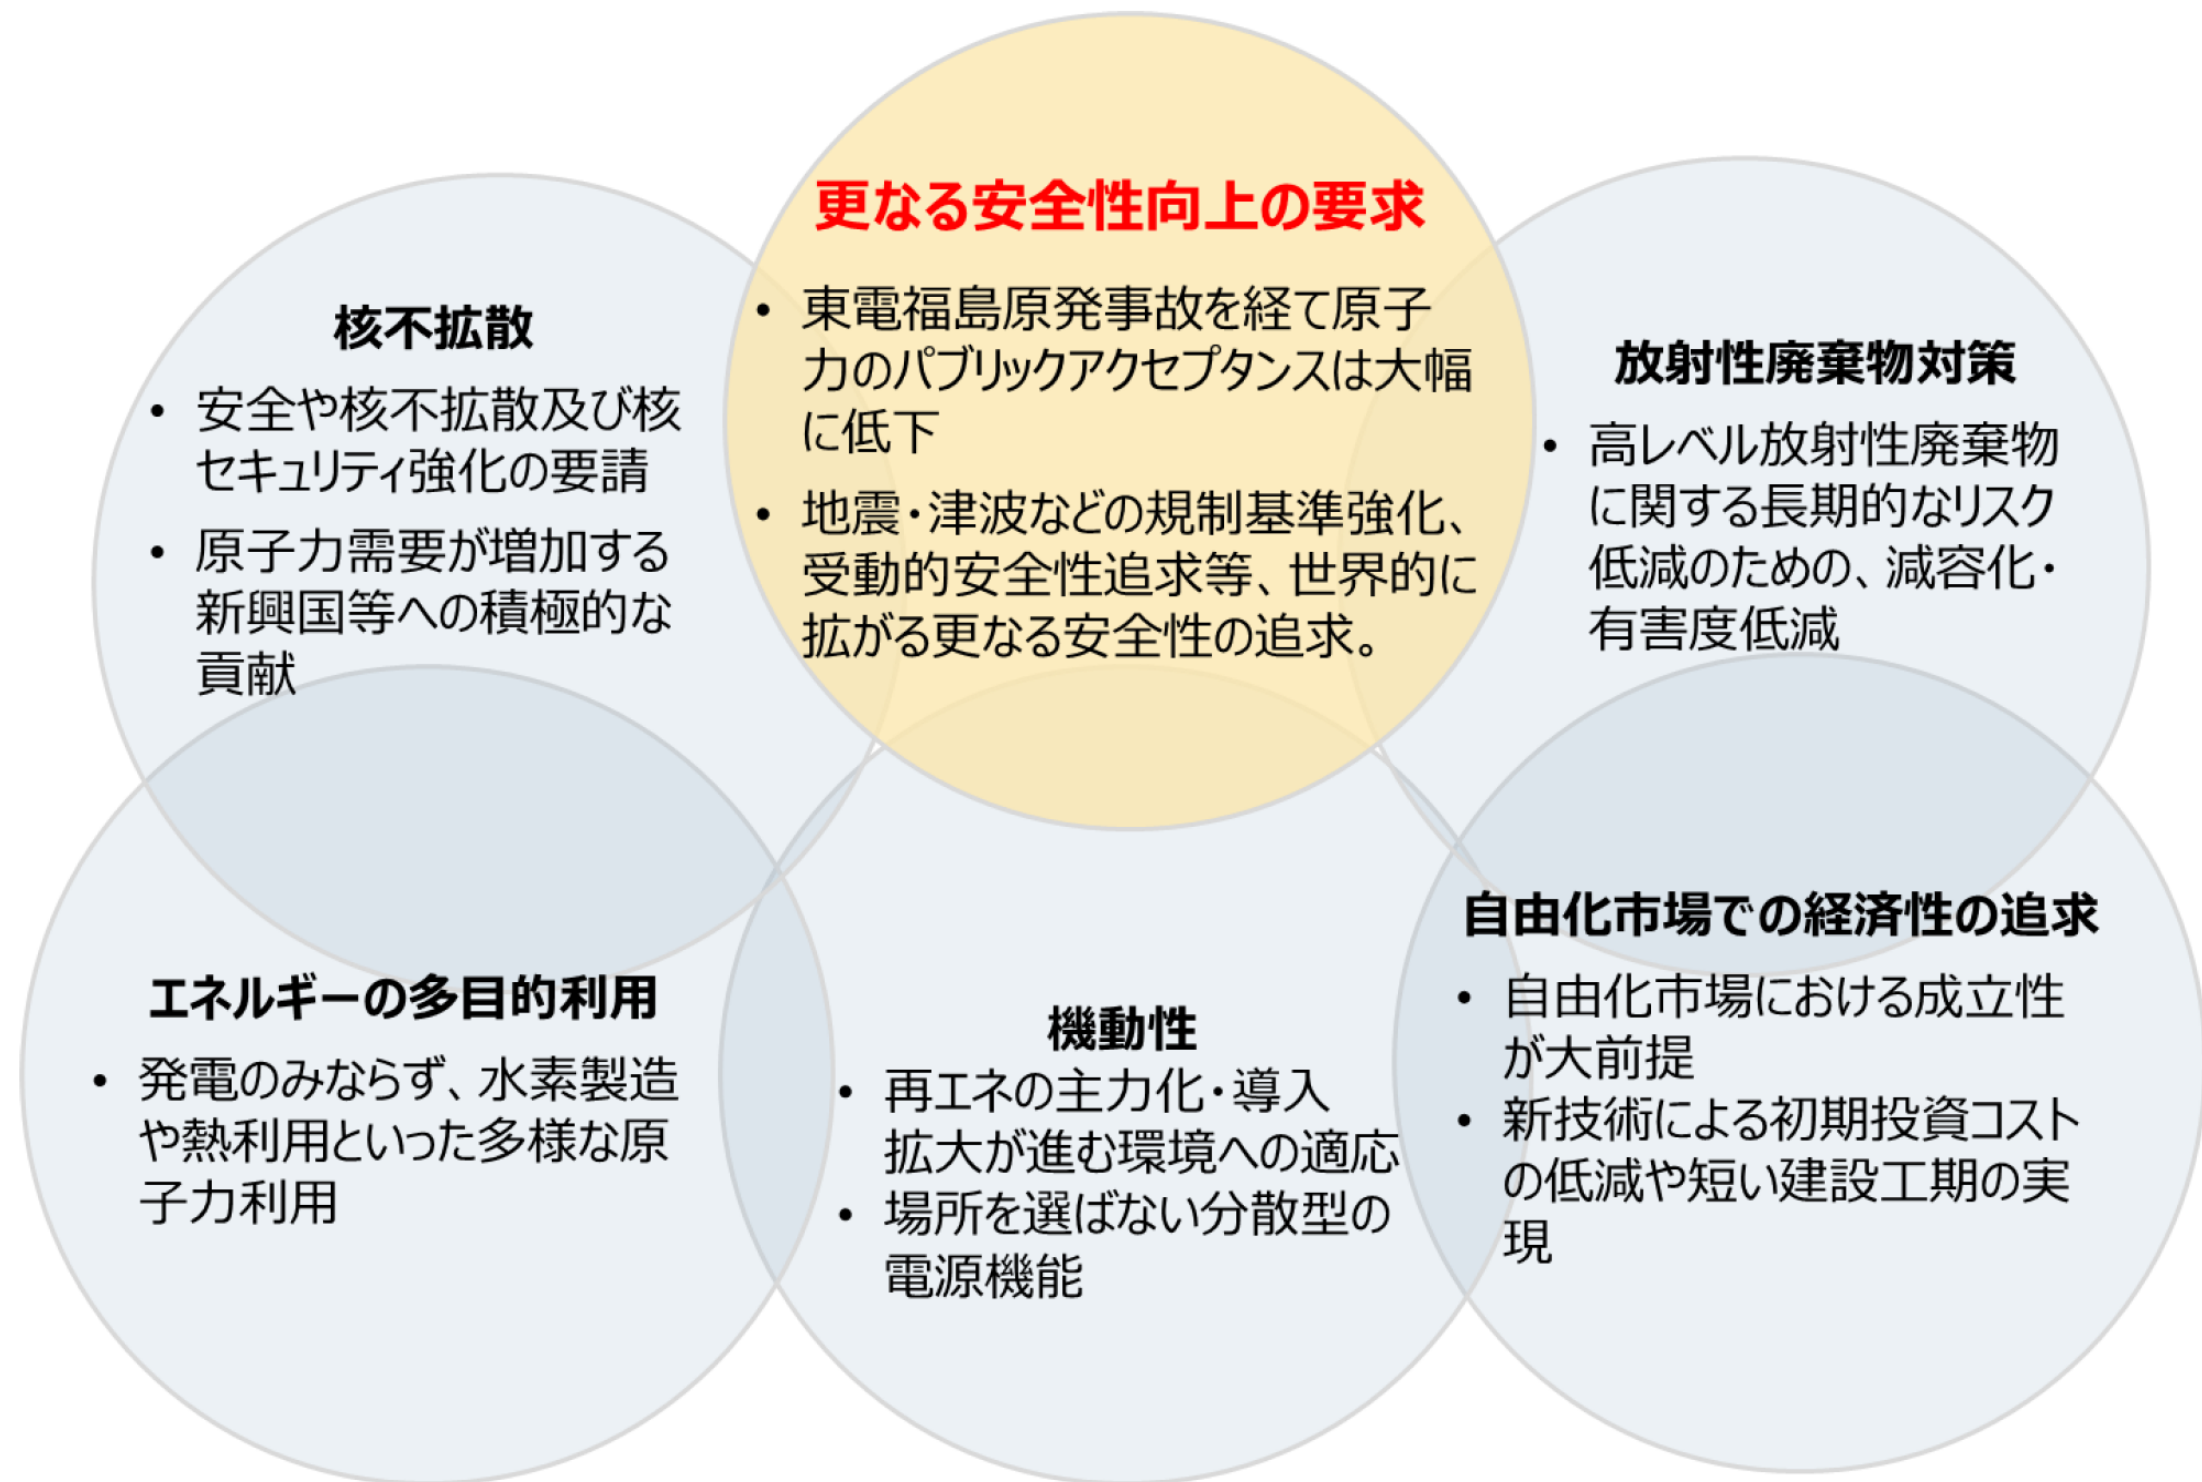 更なる安全性向上の要求
• 東電福島原発事故を経て原子
力のパブリックアクセプタンスは大幅
に低下
• 地震・津波などの規制基準強化、
受動的安全性追求等、世界的に
拡がる更なる安全性の追求。
核不拡散
• 安全や核不拡散及び核
セキュリティ強化の要請
• 原子力需要が増加する
新興国等への積極的な
貢献
放射性廃棄物対策
• 高レベル放射性廃棄物
に関する長期的なリスク
低減のための、減容化・
有害度低減
エネルギーの多目的利用
• 発電のみならず、水素製造
や熱利用といった多様な原
子力利用
機動性
• 再エネの主力化・導入
拡大が進む環境への適応
• 場所を選ばない分散型の
電源機能
自由化市場での経済性の追求
• 自由化市場における成立性
が大前提
• 新技術による初期投資コスト
の低減や短い建設工期の実
現